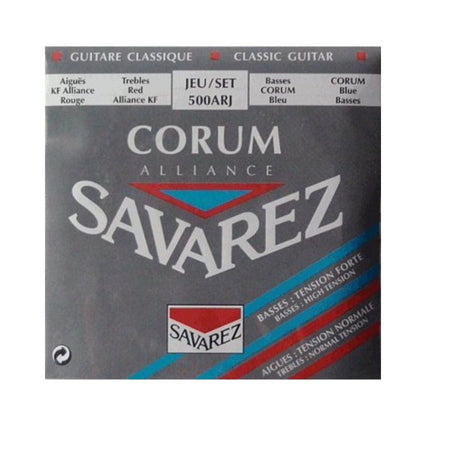 GUITARE CLASSIQUE CLASSIC GUITAR
Aiguës
KF Alliance
Rouge
Trebles
Red
Alliance KF
JEU/SET
500ARJ
Basses
CORUM
Bleu
CORUM
Blue
Basses
CORUM
ALLIANCE
SAVAREZ
BASSES : TENSION FORTE
BASSES : HIGH TENSION
SAVAREZ
AIGUES : TENSION NORMALE
TREBLES : NORMAL TENSION